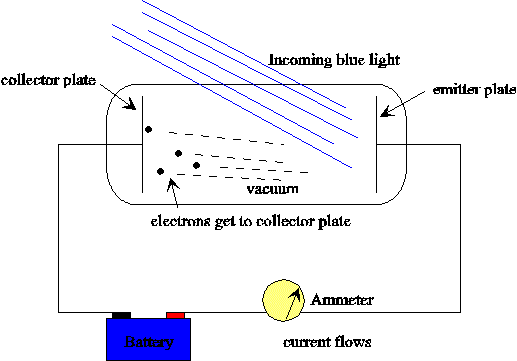 Incoming blue light
collector plate
emitter plate
vacuum
electrons get to collector plate
Ammeter
Battery
current flows